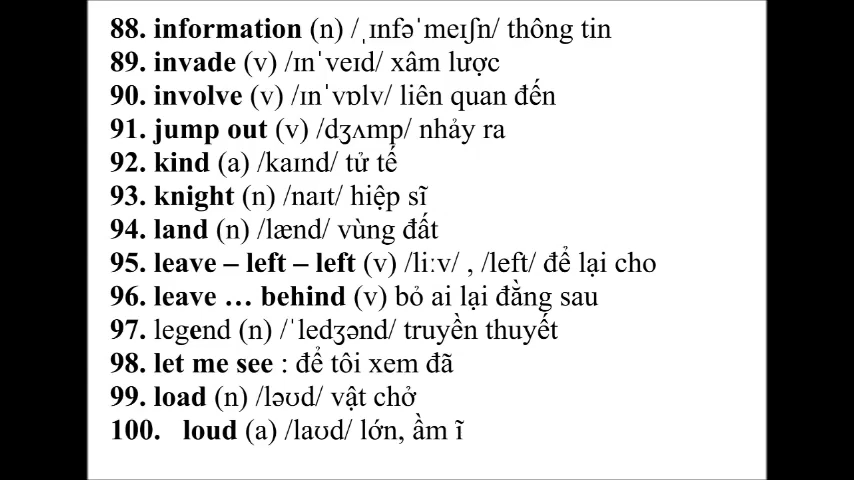 88. information (n) /ˌɪnfəˈmeɪʃn/ thông tin
89. invade (v) /ɪnˈveɪd/ xâm lược
90. involve (v) /ɪnˈvɒlv/ liên quan đến
91. jump out (v) /dʒʌmp/ nhảy ra
92. kind (a) /kaɪnd/ tử tế
93. knight (n) /naɪt/ hiệp sĩ
94. land (n) /lænd/ vùng đất
95. leave – left – left (v) /liːv/ , /left/ để lại cho
96. leave … behind (v) bỏ ai lại đằng sau
97. legend (n) /ˈledʒənd/ truyền thuyết
98. let me see : để tôi xem đã
99. load (n) /ləʊd/ vật chở
100. loud (a) /laʊd/ lớn, ầm ĩ